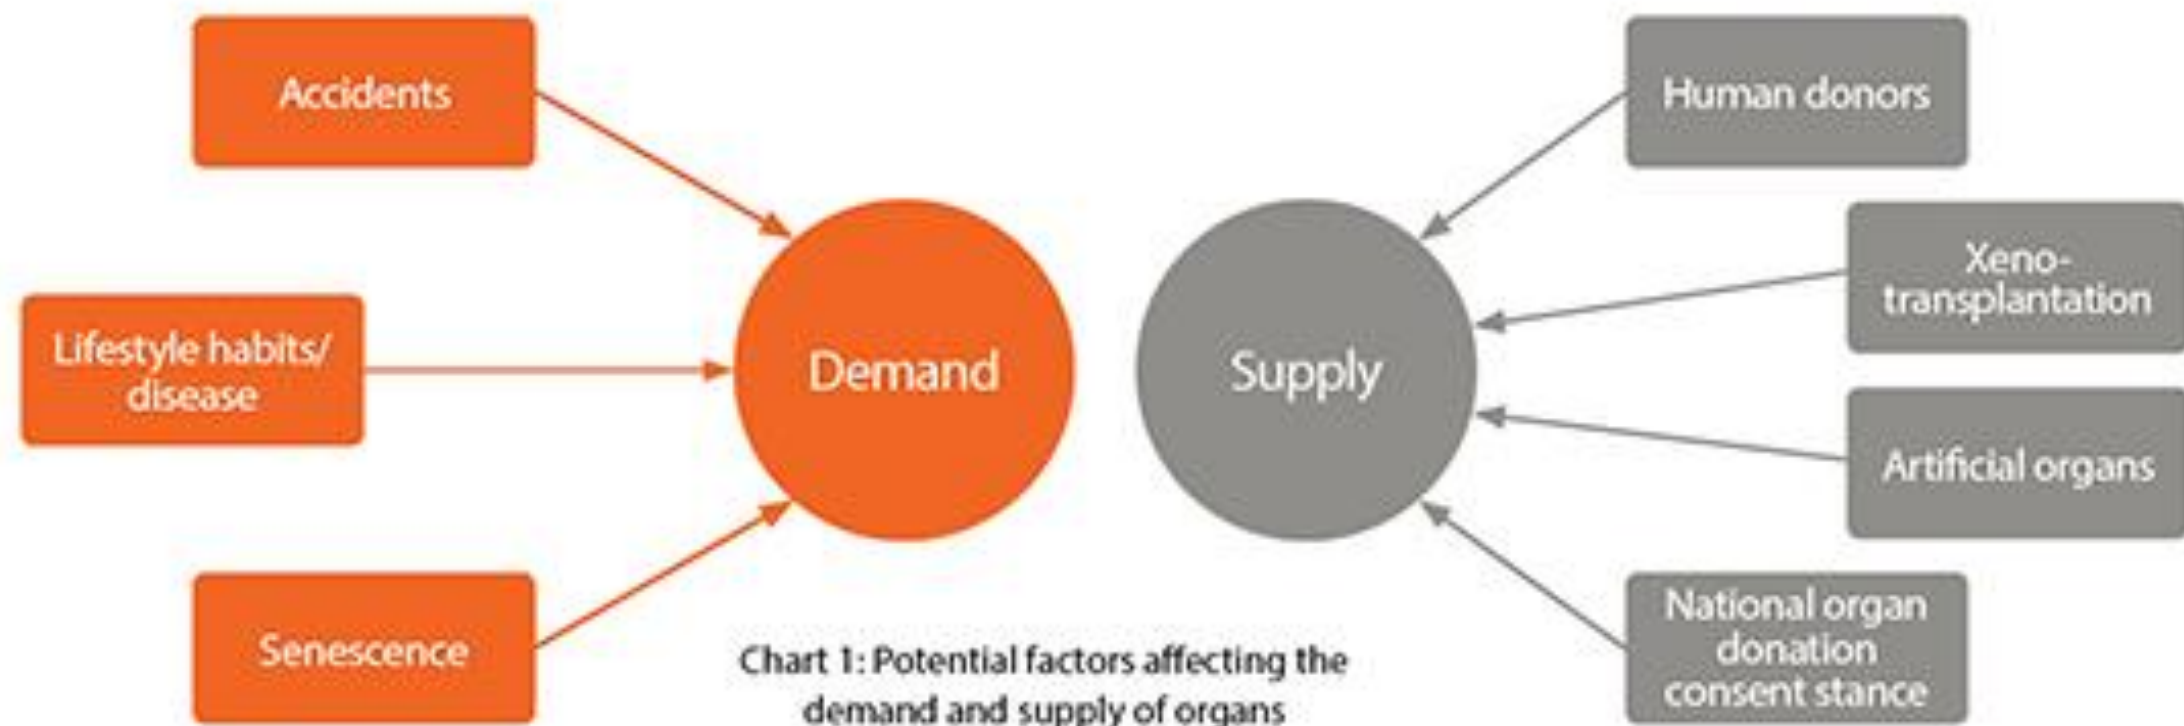 Accidents
Lifestyle habits/
disease
Senescence
Demand
Supply
Human donors
Xeno-
transplantation
Artificial organs
National organ
donation
consent stance
Chart 1: Potential factors affecting the
demand and supply of organs